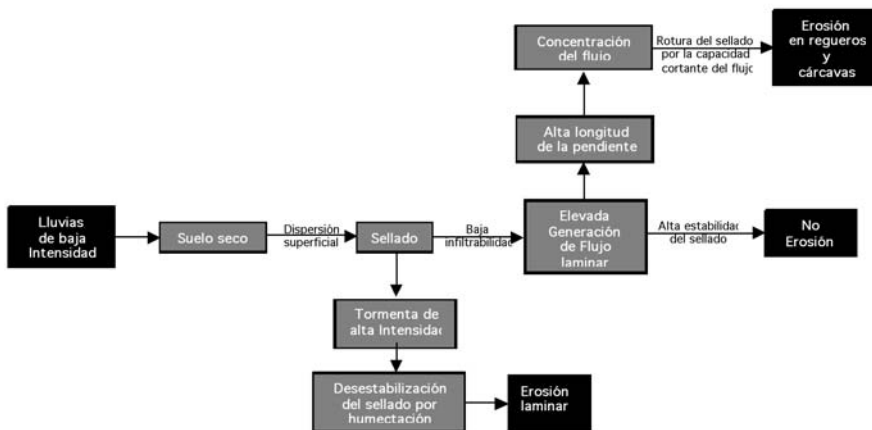 Concentración
del flujo
Rotura del sellado
por la capacidad
cortante del flujo
Erosión
en regueros
y
cárcavas
Alta longitud
de la pendiente
Lluvias
de baja
Intensidad
Suelo seco
Dispersión
superficial
Sellado
Baja
infiltrabilidad
Elevada
Generación
de Flujo
laminar
Alta estabilidad
del sellado
No
Erosión
Tormenta de
alta Intensidad
Desestabilización
del sellado por
humectación
Erosión
laminar